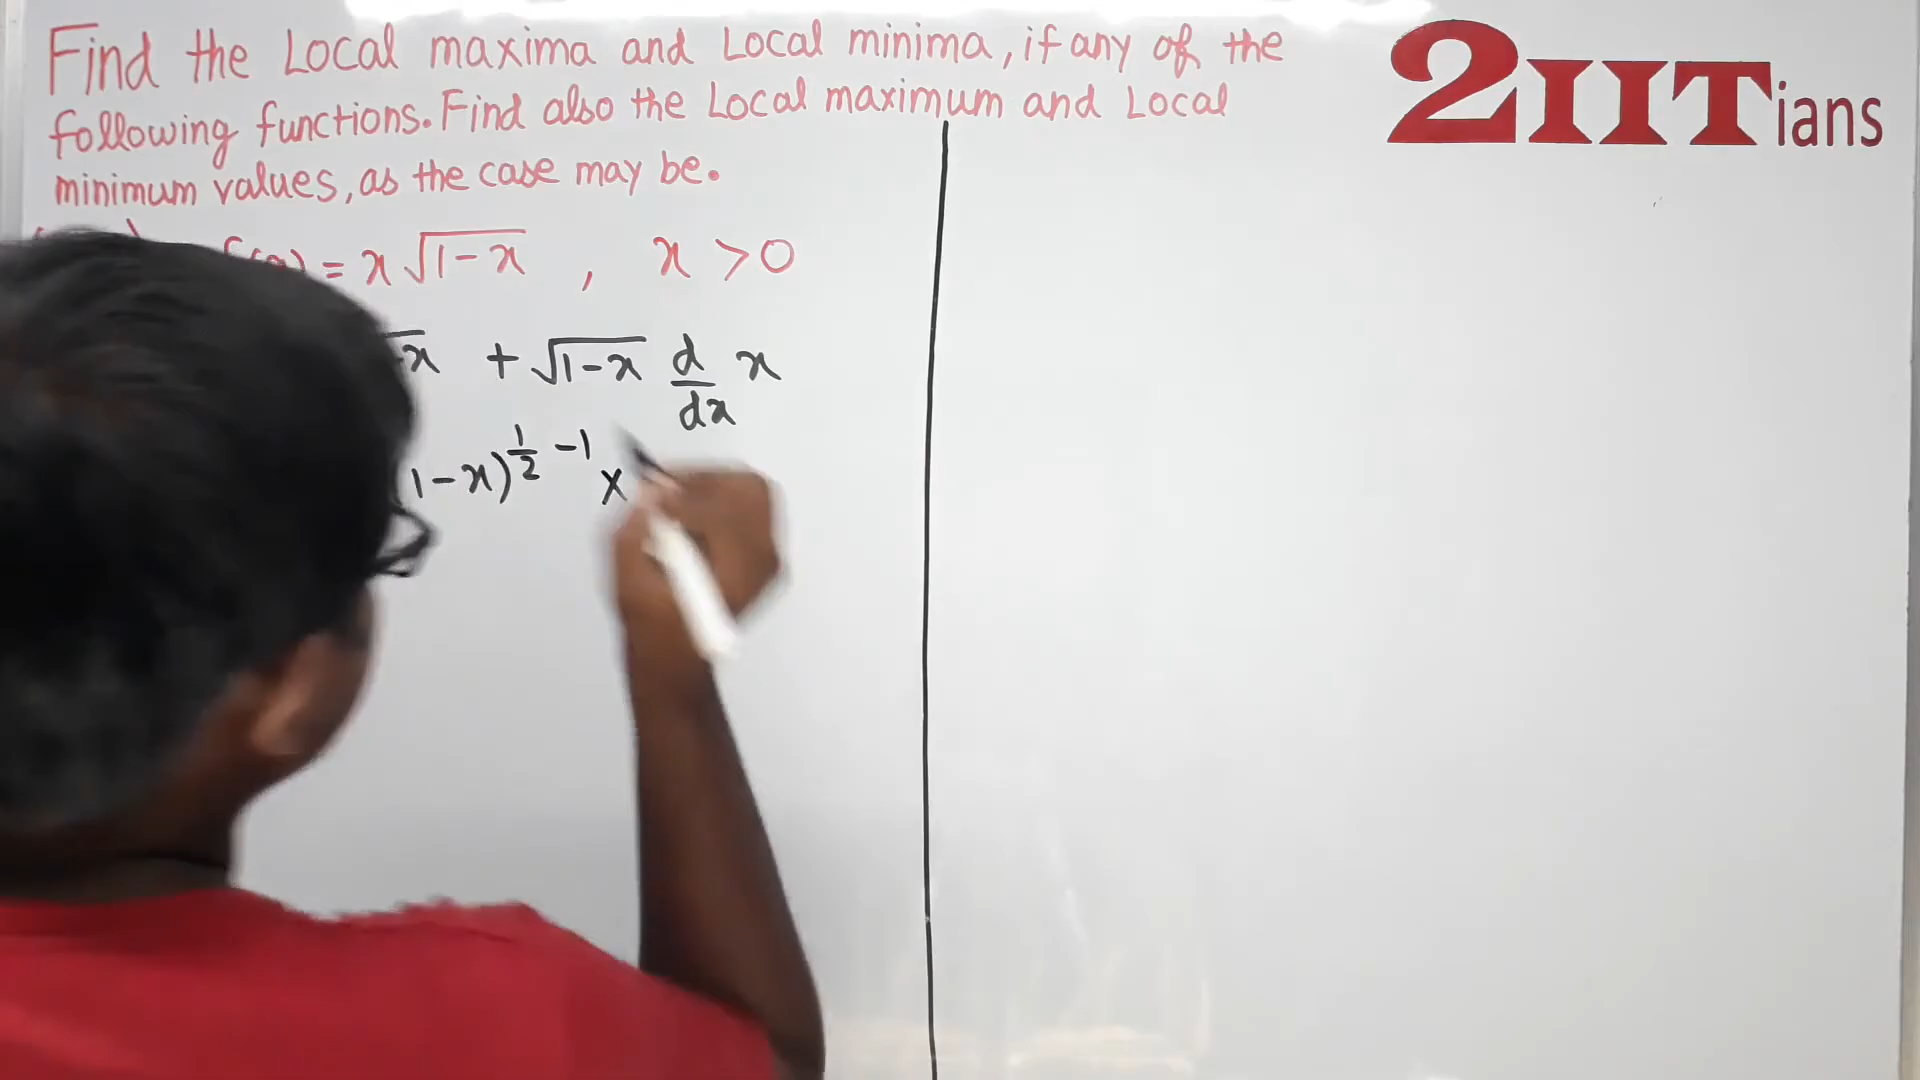 Find the Local maxima and Local minima, if any of the
following functions. Find also the Local maximum and Local
minimum values, as the case may be.
2IITians
= x √(1-x) , x > 0
x + √(1-x) d/dx x
(1-x)^(1/2 -1) x